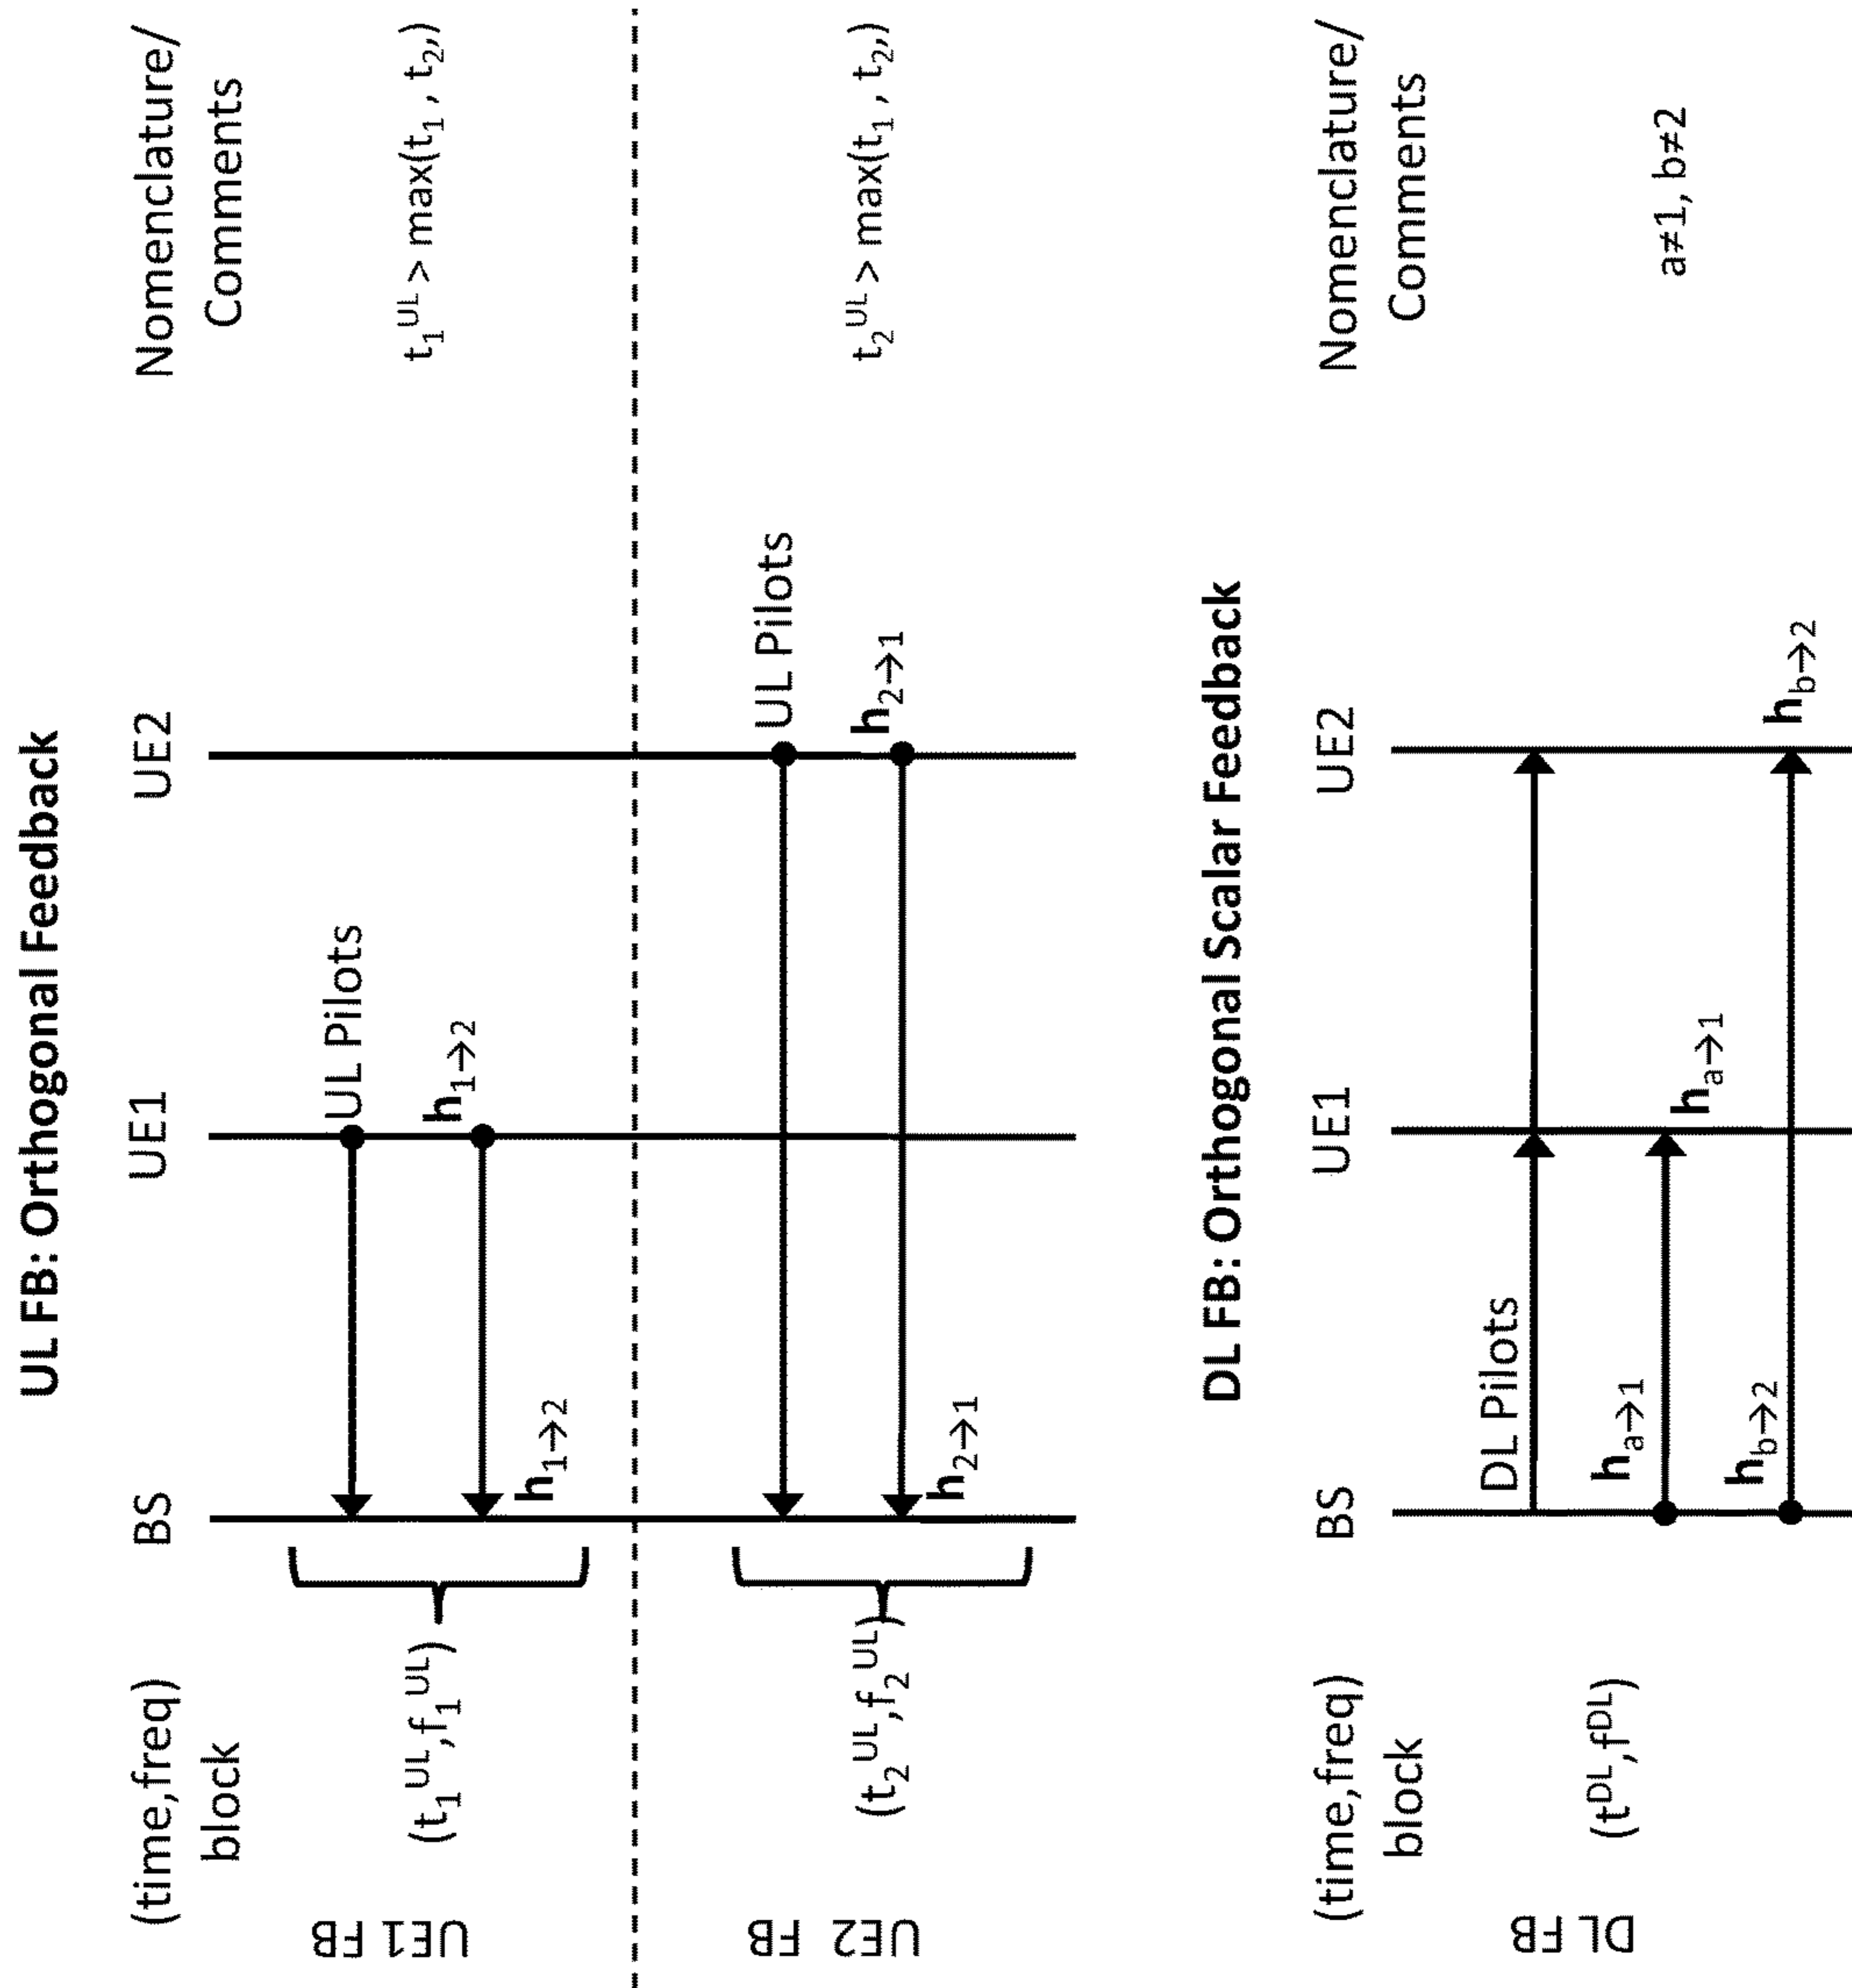 UL FB: Orthogonal Feedback
(time,freq)
block
BS
UE1
UE2
Nomenclature/
Comments
UE1 FB
(t₁ᵁᴸ,f₁ᵁᴸ)
UL Pilots
h₁→₂
h₁→₂
t₁ᵁᴸ > max(t₁ , t₂,)
UE2 FB
(t₂ᵁᴸ,f₂ᵁᴸ)
UL Pilots
h₂→₁
h₂→₁
t₂ᵁᴸ > max(t₁ , t₂,)
DL FB: Orthogonal Scalar Feedback
(time,freq)
block
BS
UE1
UE2
Nomenclature/
Comments
DL FB
(tᴰᴸ,fᴰᴸ)
DL Pilots
hₐ→₁
hₐ→₁
h_b→₂
h_b→₂
a≠1, b≠2